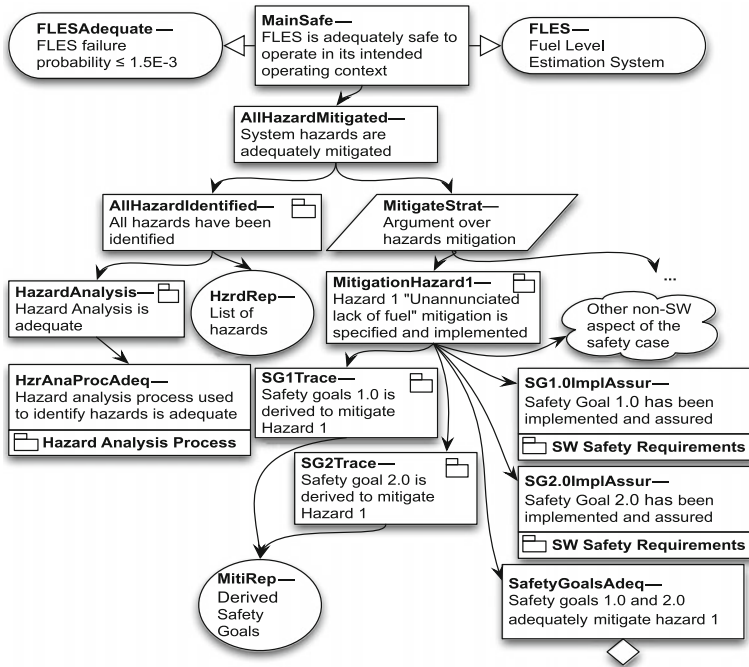 FLESAdequate—
FLES failure
probability ≤ 1.5E-3
MainSafe—
FLES is adequately safe to
operate in its intended
operating context
FLES—
Fuel Level
Estimation System
AllHazardMitigated—
System hazards are
adequately mitigated
AllHazardIdentified—
All hazards have been
identified
MitigateStrat—
Argument over
hazards mitigation
HazardAnalysis—
Hazard Analysis is
adequate
HzrdRep—
List of
hazards
MitigationHazard1—
Hazard 1 "Unannunciated
lack of fuel" mitigation
is specified and implemented
...
Other non-SW
aspect of the
safety case
HzrAnaProcAdeq—
Hazard analysis process used
to identify hazards is adequate
Hazard Analysis Process
SG1Trace—
Safety goals 1.0 is
derived to mitigate
Hazard 1
SG1.0ImplAssur—
Safety Goal 1.0 has been
implemented and assured
SW Safety Requirements
SG2Trace—
Safety goal 2.0 is
derived to mitigate
Hazard 1
SG2.0ImplAssur—
Safety Goal 2.0 has been
implemented and assured
SW Safety Requirements
MitiRep—
Derived
Safety
Goals
SafetyGoalsAdeq—
Safety goals 1.0 and 2.0
adequately mitigate hazard 1